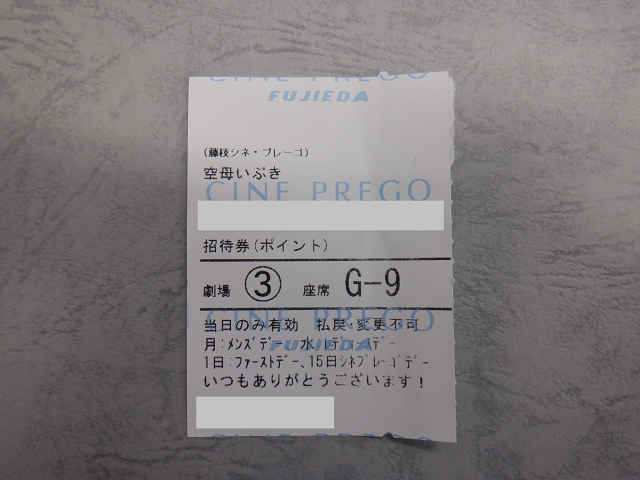 CINE PREGO
FUJIEDA
(藤枝シネ・プレーゴ)
空母いぶき
CINE PREGO
招待券(ポイント)
劇場 ③ 座席 G-9
CINE PREGO
当日のみ有効 払戻・変更不可
月:メンズデー、水:レディースデー
FUJIEDA
1日:ファーストデー、15日シネプレーゴデー
いつもありがとうございます!
CINE PREGO